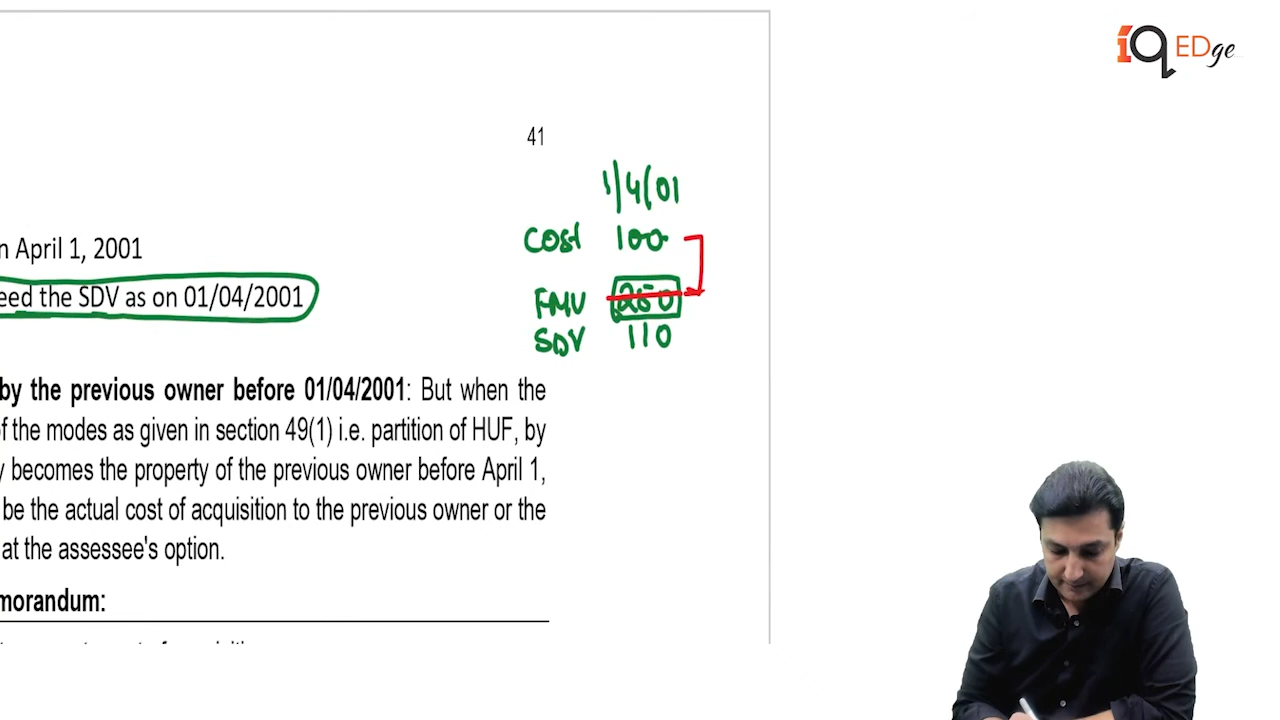 iQ EDge
41
1/4/01
n April 1, 2001
COST 100
eed the SDV as on 01/04/2001
FMV 250
SDV 110
by the previous owner before 01/04/2001: But when the
of the modes as given in section 49(1) i.e. partition of HUF, by
y becomes the property of the previous owner before April 1,
be the actual cost of acquisition to the previous owner or the
at the assessee's option.
morandum: